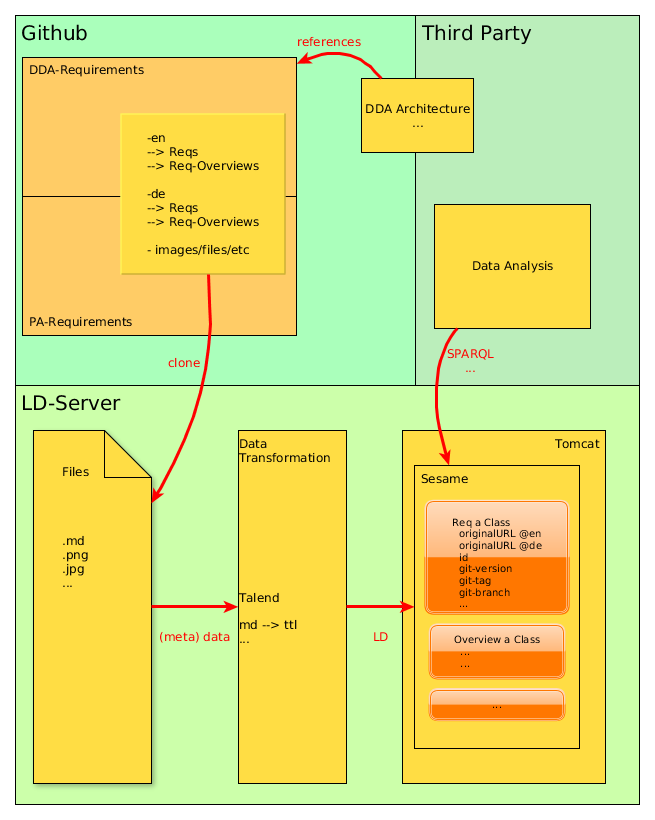 Github
Third Party
references
DDA-Requirements
DDA Architecture
...
-en
--> Reqs
--> Req-Overviews
-de
--> Reqs
--> Req-Overviews
- images/files/etc
Data Analysis
PA-Requirements
clone
SPARQL
...
LD-Server
Files
.md
.png
.jpg
...
(meta) data
Data
Transformation
Talend
md --> ttl
...
LD
Tomcat
Sesame
Req a Class
originalURL @en
originalURL @de
id
git-version
git-tag
git-branch
...
Overview a Class
...
...
...